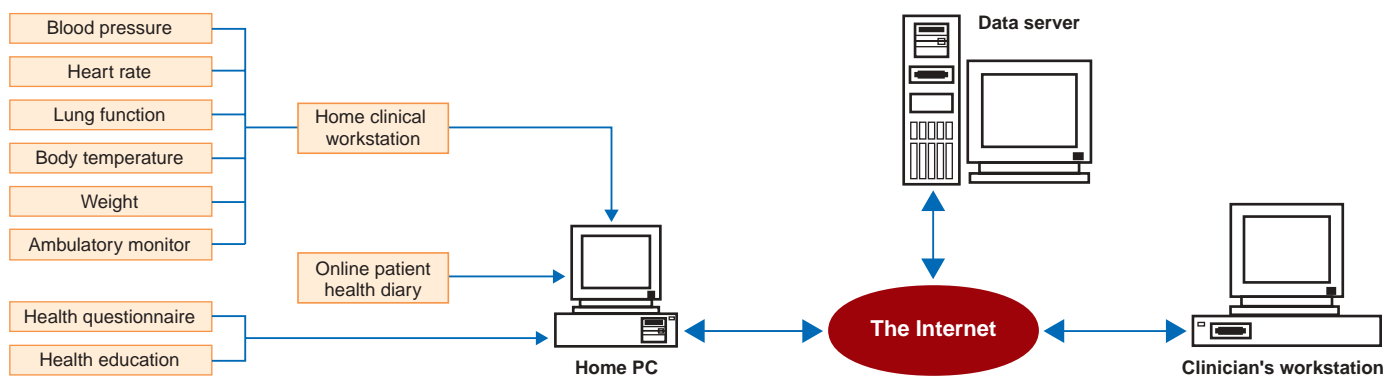 Blood pressure
Heart rate
Lung function
Body temperature
Weight
Ambulatory monitor
Health questionnaire
Health education
Home clinical
workstation
Online patient
health diary
Home PC
Data server
The Internet
Clinician's workstation